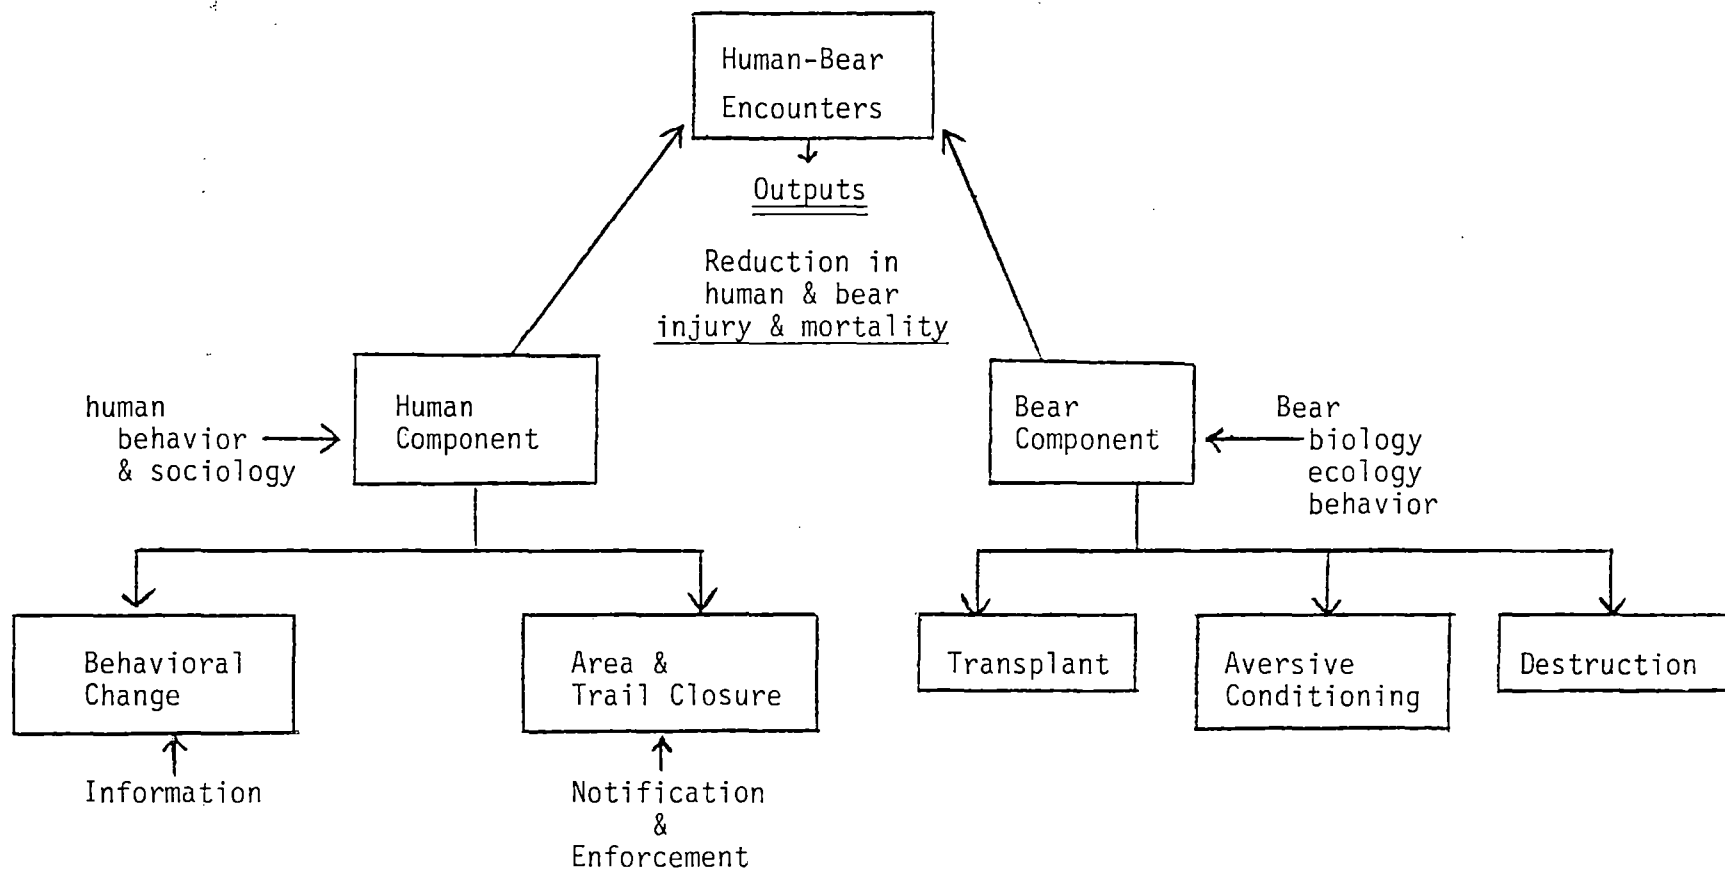 Human-Bear
Encounters
Outputs
Reduction in
human & bear
injury & mortality
human
behavior
& sociology
Human
Component
Bear
Component
Bear
biology
ecology
behavior
Behavioral
Change
Area &
Trail Closure
Transplant
Aversive
Conditioning
Destruction
Information
Notification
&
Enforcement